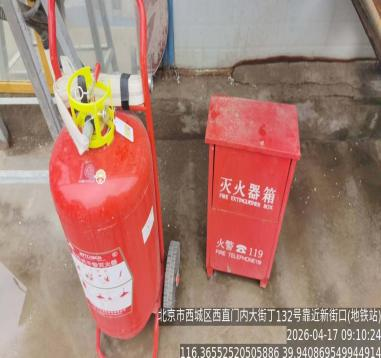 灭火器箱
FIRE EXTINGUISHER BOX
火警☎119
FIRE TELEPHONE119
北京市西城区西直门内大街丁132号靠近新街口(地铁站)
2026-04-17 09:10:24
116.36552520505886 39.940869549944914